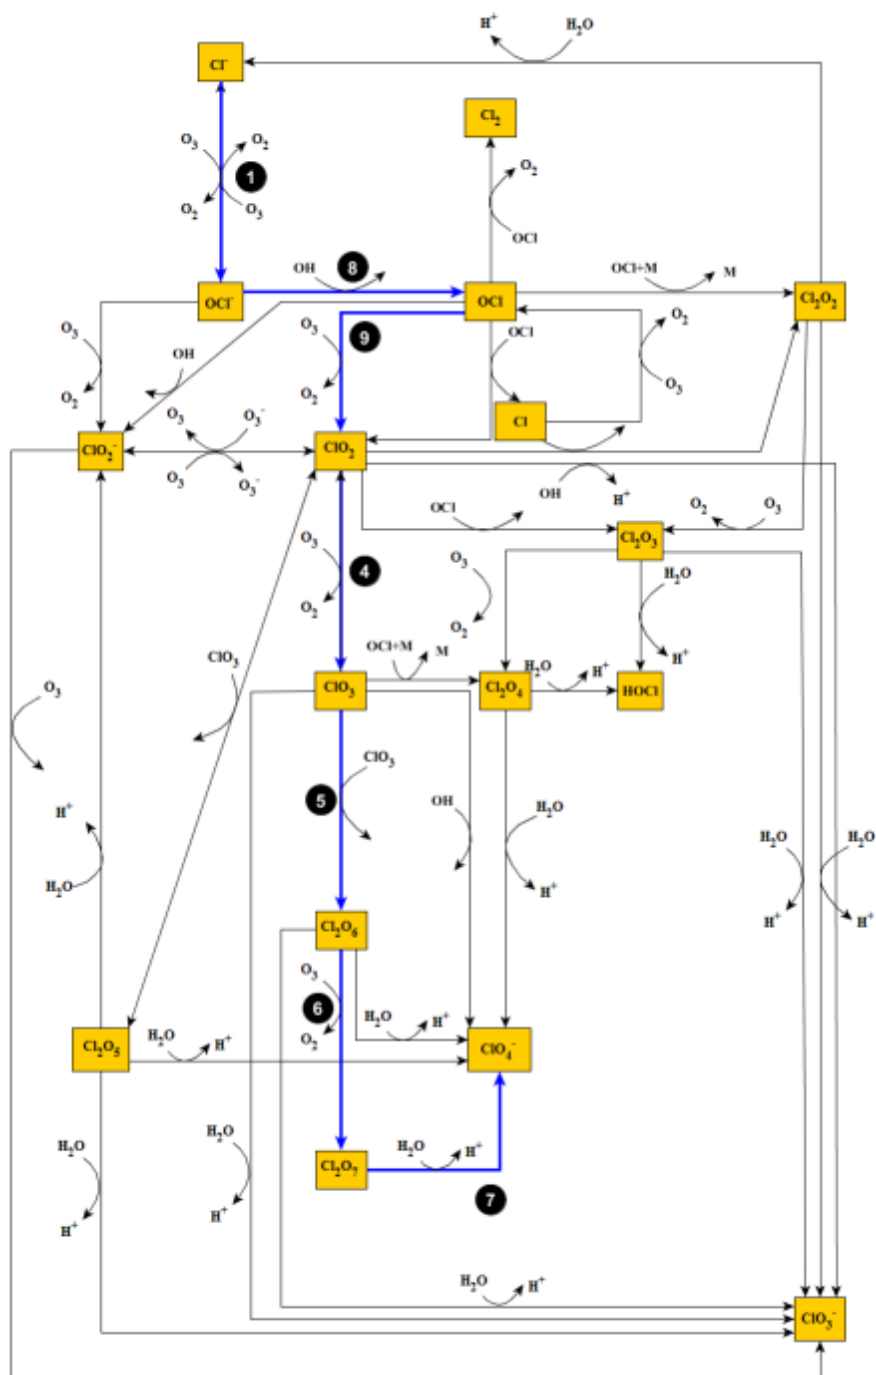 H⁺ H₂O
Cl⁻
Cl₂
O₃ O₂
O₂
1
O₂ O₃
OCl
OH 8
OCl+M M
OCl⁻ OCl Cl₂O₂
O₃ 9 OCl O₂
O₃
OH
O₂ O₂ O₃
Cl
O₃ O₃⁻
ClO₂⁻ ClO₂
O₃ O₃⁻
OH H⁺
OCl O₂ O₃
Cl₂O₃
O₃ 4 O₃ H₂O
O₂ O₂
H⁺
ClO₃ OCl+M M H₂O H⁺
O₃ ClO₃ Cl₂O₄ HOCl
ClO₃
5 OH H₂O
H⁺ H₂O H₂O
H₂O H⁺ H⁺ H⁺
Cl₂O₆
O₃
6 H₂O H⁺
H₂O H⁺ O₂
Cl₂O₅ ClO₄⁻
H₂O H₂O H₂O H⁺
Cl₂O₇
7
H⁺ H⁺
H₂O H⁺
ClO₃⁻